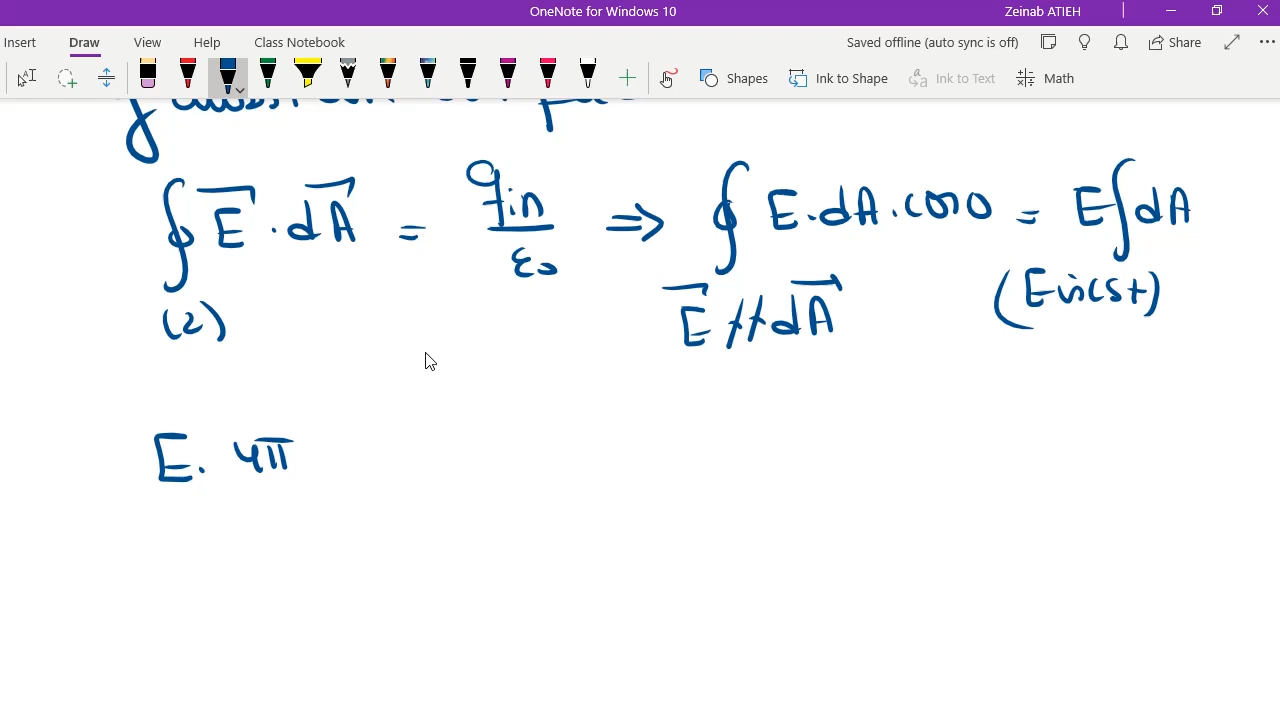 OneNote for Windows 10
Zeinab ATIEH
Insert Draw View Help Class Notebook Saved offline (auto sync is off) Share
Shapes Ink to Shape Ink to Text Math
∮ E⃗ · dA⃗ = qin/ε0 ⇒ ∮ E·dA·cos0 = E∫dA
(2) E⃗ // dA⃗ (E is cst)
E. 4π